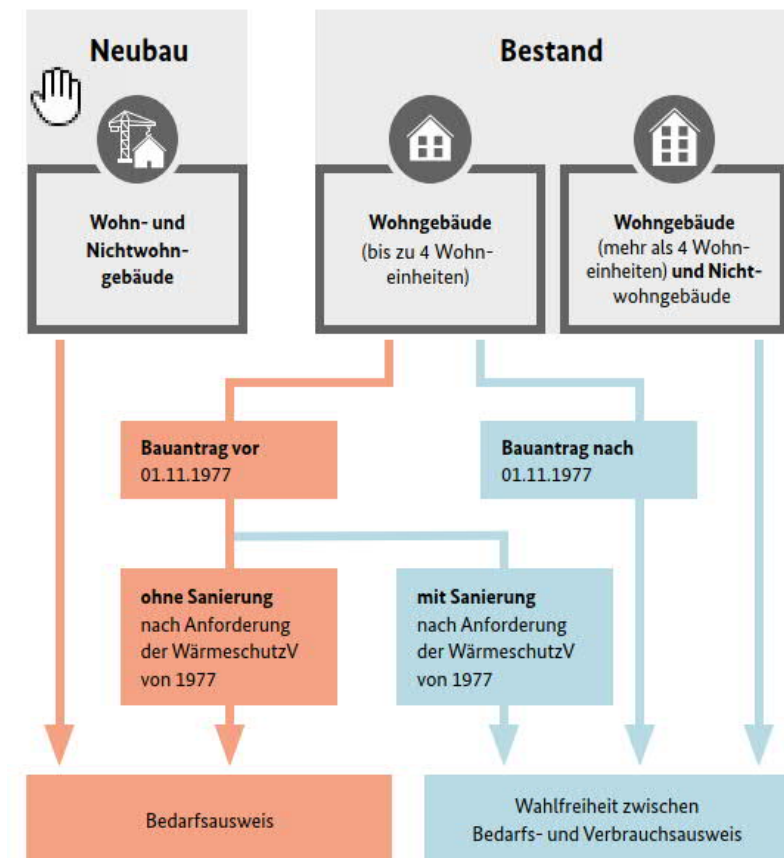 Neubau
Bestand
Wohn- und
Nichtwohn-
gebäude
Wohngebäude
(bis zu 4 Wohn-
einheiten)
Wohngebäude
(mehr als 4 Wohn-
einheiten) und Nicht-
wohngebäude
Bauantrag vor
01.11.1977
Bauantrag nach
01.11.1977
ohne Sanierung
nach Anforderung
der WärmeschutzV
von 1977
mit Sanierung
nach Anforderung
der WärmeschutzV
von 1977
Bedarfsausweis
Wahlfreiheit zwischen
Bedarfs- und Verbrauchsausweis